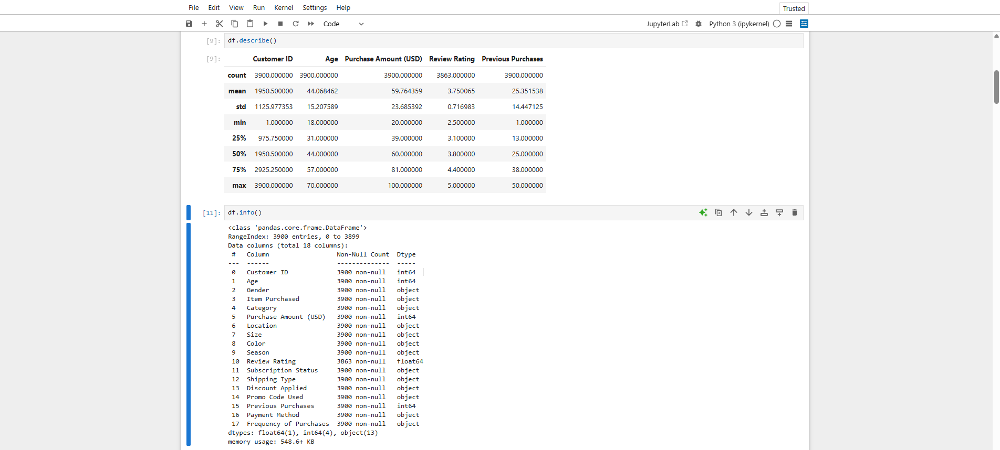 File Edit View Run Kernel Settings Help
Trusted
Code
JupyterLab
Python 3 (ipykernel)
[9]: df.describe()
[9]: Customer ID Age Purchase Amount (USD) Review Rating Previous Purchases
count 3900.000000 3900.000000 3900.000000 3863.000000 3900.000000
mean 1950.500000 44.068462 59.764359 3.750065 25.351538
std 1125.977353 15.207589 23.685392 0.716983 14.447125
min 1.000000 18.000000 20.000000 2.500000 1.000000
25% 975.750000 31.000000 39.000000 3.100000 13.000000
50% 1950.500000 44.000000 60.000000 3.800000 25.000000
75% 2925.250000 57.000000 81.000000 4.400000 38.000000
max 3900.000000 70.000000 100.000000 5.000000 50.000000
[11]: df.info()
<class 'pandas.core.frame.DataFrame'>
RangeIndex: 3900 entries, 0 to 3899
Data columns (total 18 columns):
# Column Non-Null Count Dtype
--- ------ -------------- -----
0 Customer ID 3900 non-null int64
1 Age 3900 non-null int64
2 Gender 3900 non-null object
3 Item Purchased 3900 non-null object
4 Category 3900 non-null object
5 Purchase Amount (USD) 3900 non-null int64
6 Location 3900 non-null object
7 Size 3900 non-null object
8 Color 3900 non-null object
9 Season 3900 non-null object
10 Review Rating 3863 non-null float64
11 Subscription Status 3900 non-null object
12 Shipping Type 3900 non-null object
13 Discount Applied 3900 non-null object
14 Promo Code Used 3900 non-null object
15 Previous Purchases 3900 non-null int64
16 Payment Method 3900 non-null object
17 Frequency of Purchases 3900 non-null object
dtypes: float64(1), int64(4), object(13)
memory usage: 548.6+ KB